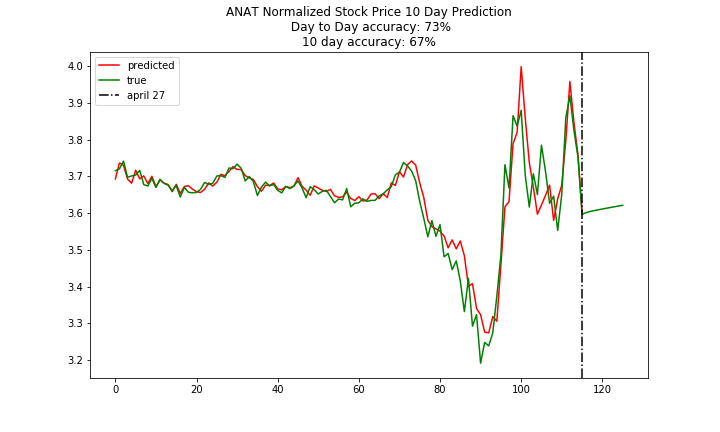 ANAT Normalized Stock Price 10 Day Prediction
Day to Day accuracy: 73%
10 day accuracy: 67%
predicted
true
april 27
4.0
3.9
3.8
3.7
3.6
3.5
3.4
3.3
3.2
0 20 40 60 80 100 120